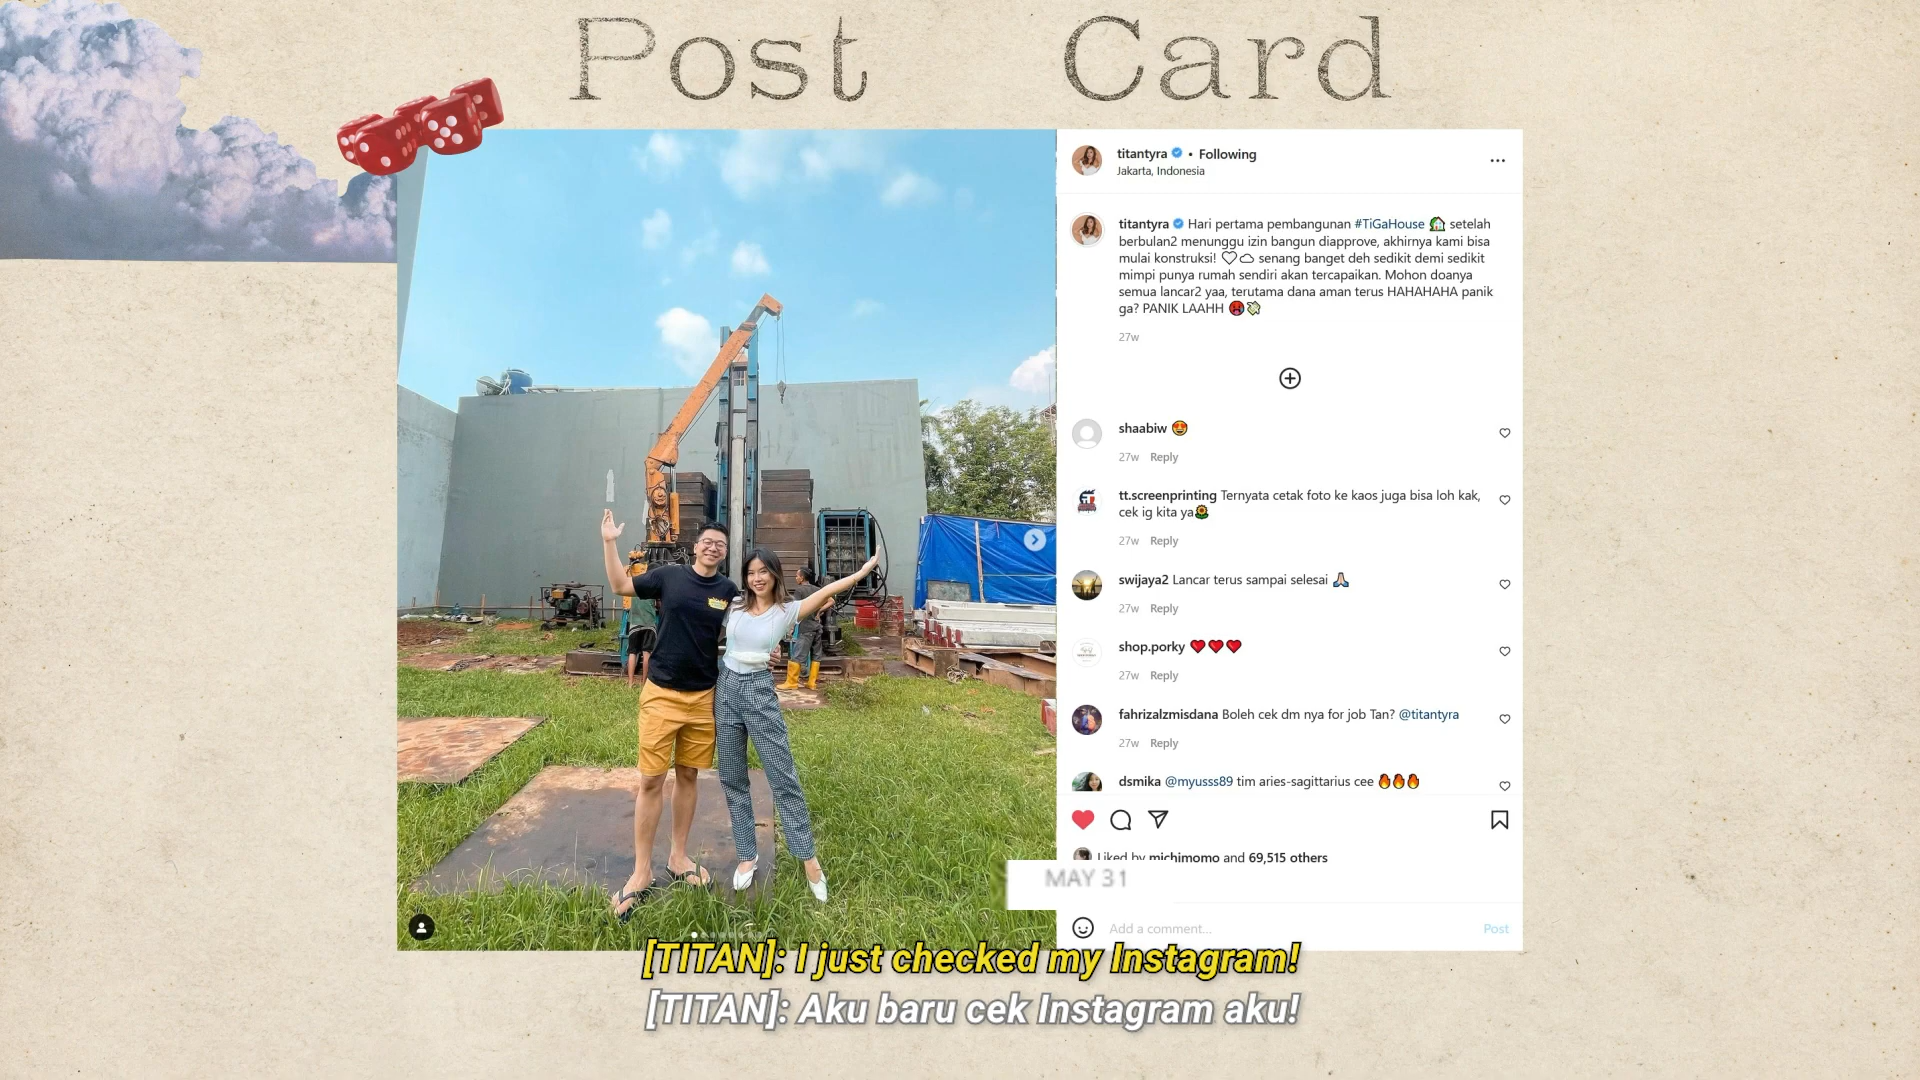 Post Card
titantyra • Following
Jakarta, Indonesia
titantyra Hari pertama pembangunan #TiGaHouse 🏡 setelah
berbulan2 menunggu izin bangun diapprove, akhirnya kami bisa
mulai konstruksi! 🤍☁️ senang banget deh sedikit demi sedikit
mimpi punya rumah sendiri akan tercapaikan. Mohon doanya
semua lancar2 yaa, terutama dana aman terus HAHAHAHA panik
ga? PANIK LAAHH 🤬💸
27w
shaabiw 🤩
27w Reply
tt.screenprinting Ternyata cetak foto ke kaos juga bisa loh kak,
cek ig kita ya🌻
27w Reply
swijaya2 Lancar terus sampai selesai 🙏🏻
27w Reply
shop.porky ❤️❤️❤️
27w Reply
fahrizalzmisdana Boleh cek dm nya for job Tan? @titantyra
27w Reply
dsmika @myusss89 tim aries-sagittarius cee 🔥🔥🔥
Liked by michimomo and 69,515 others
MAY 31
Add a comment...
Post
[TITAN]: I just checked my Instagram!
[TITAN]: Aku baru cek Instagram aku!